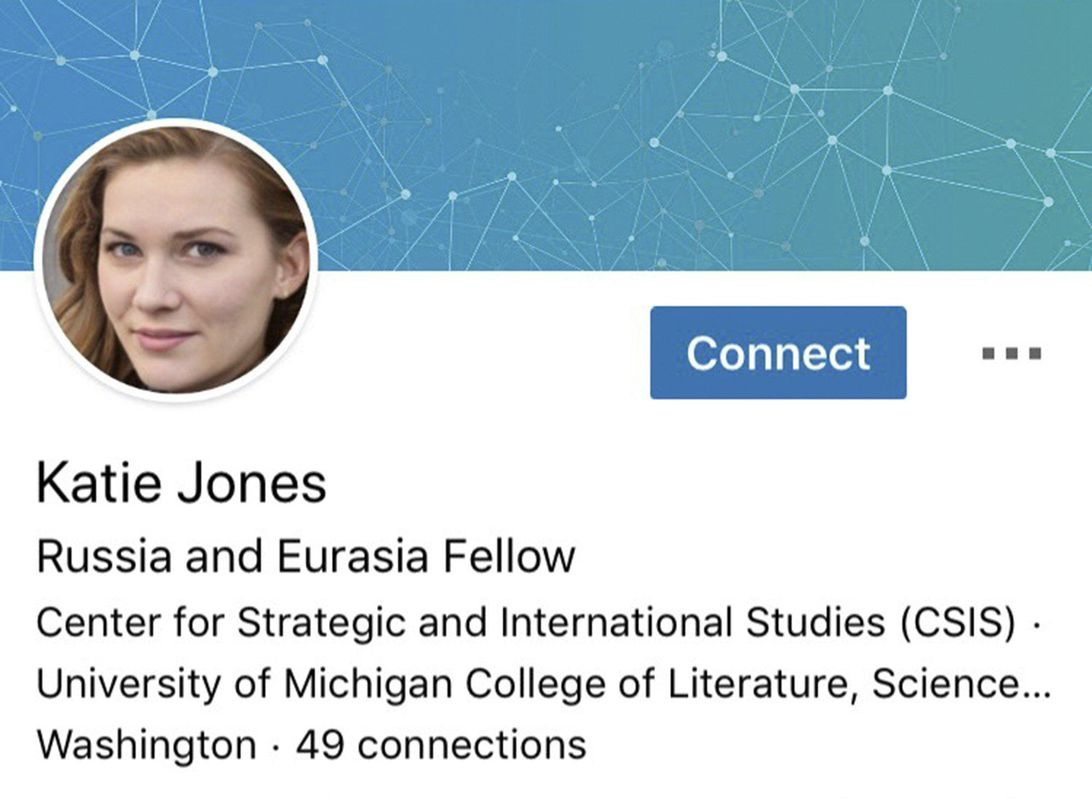 Connect
Katie Jones
Russia and Eurasia Fellow
Center for Strategic and International Studies (CSIS) ·
University of Michigan College of Literature, Science...
Washington · 49 connections